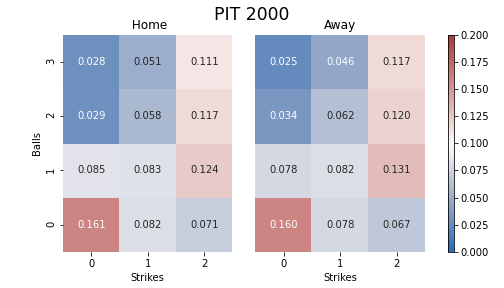 PIT 2000
Home Away
3 0.028 0.051 0.111 0.025 0.046 0.117
2 0.029 0.058 0.117 0.034 0.062 0.120
1 0.085 0.083 0.124 0.078 0.082 0.131
0 0.161 0.082 0.071 0.160 0.078 0.067
Balls
0 1 2 0 1 2
Strikes Strikes
0.200
0.175
0.150
0.125
0.100
0.075
0.050
0.025
0.000